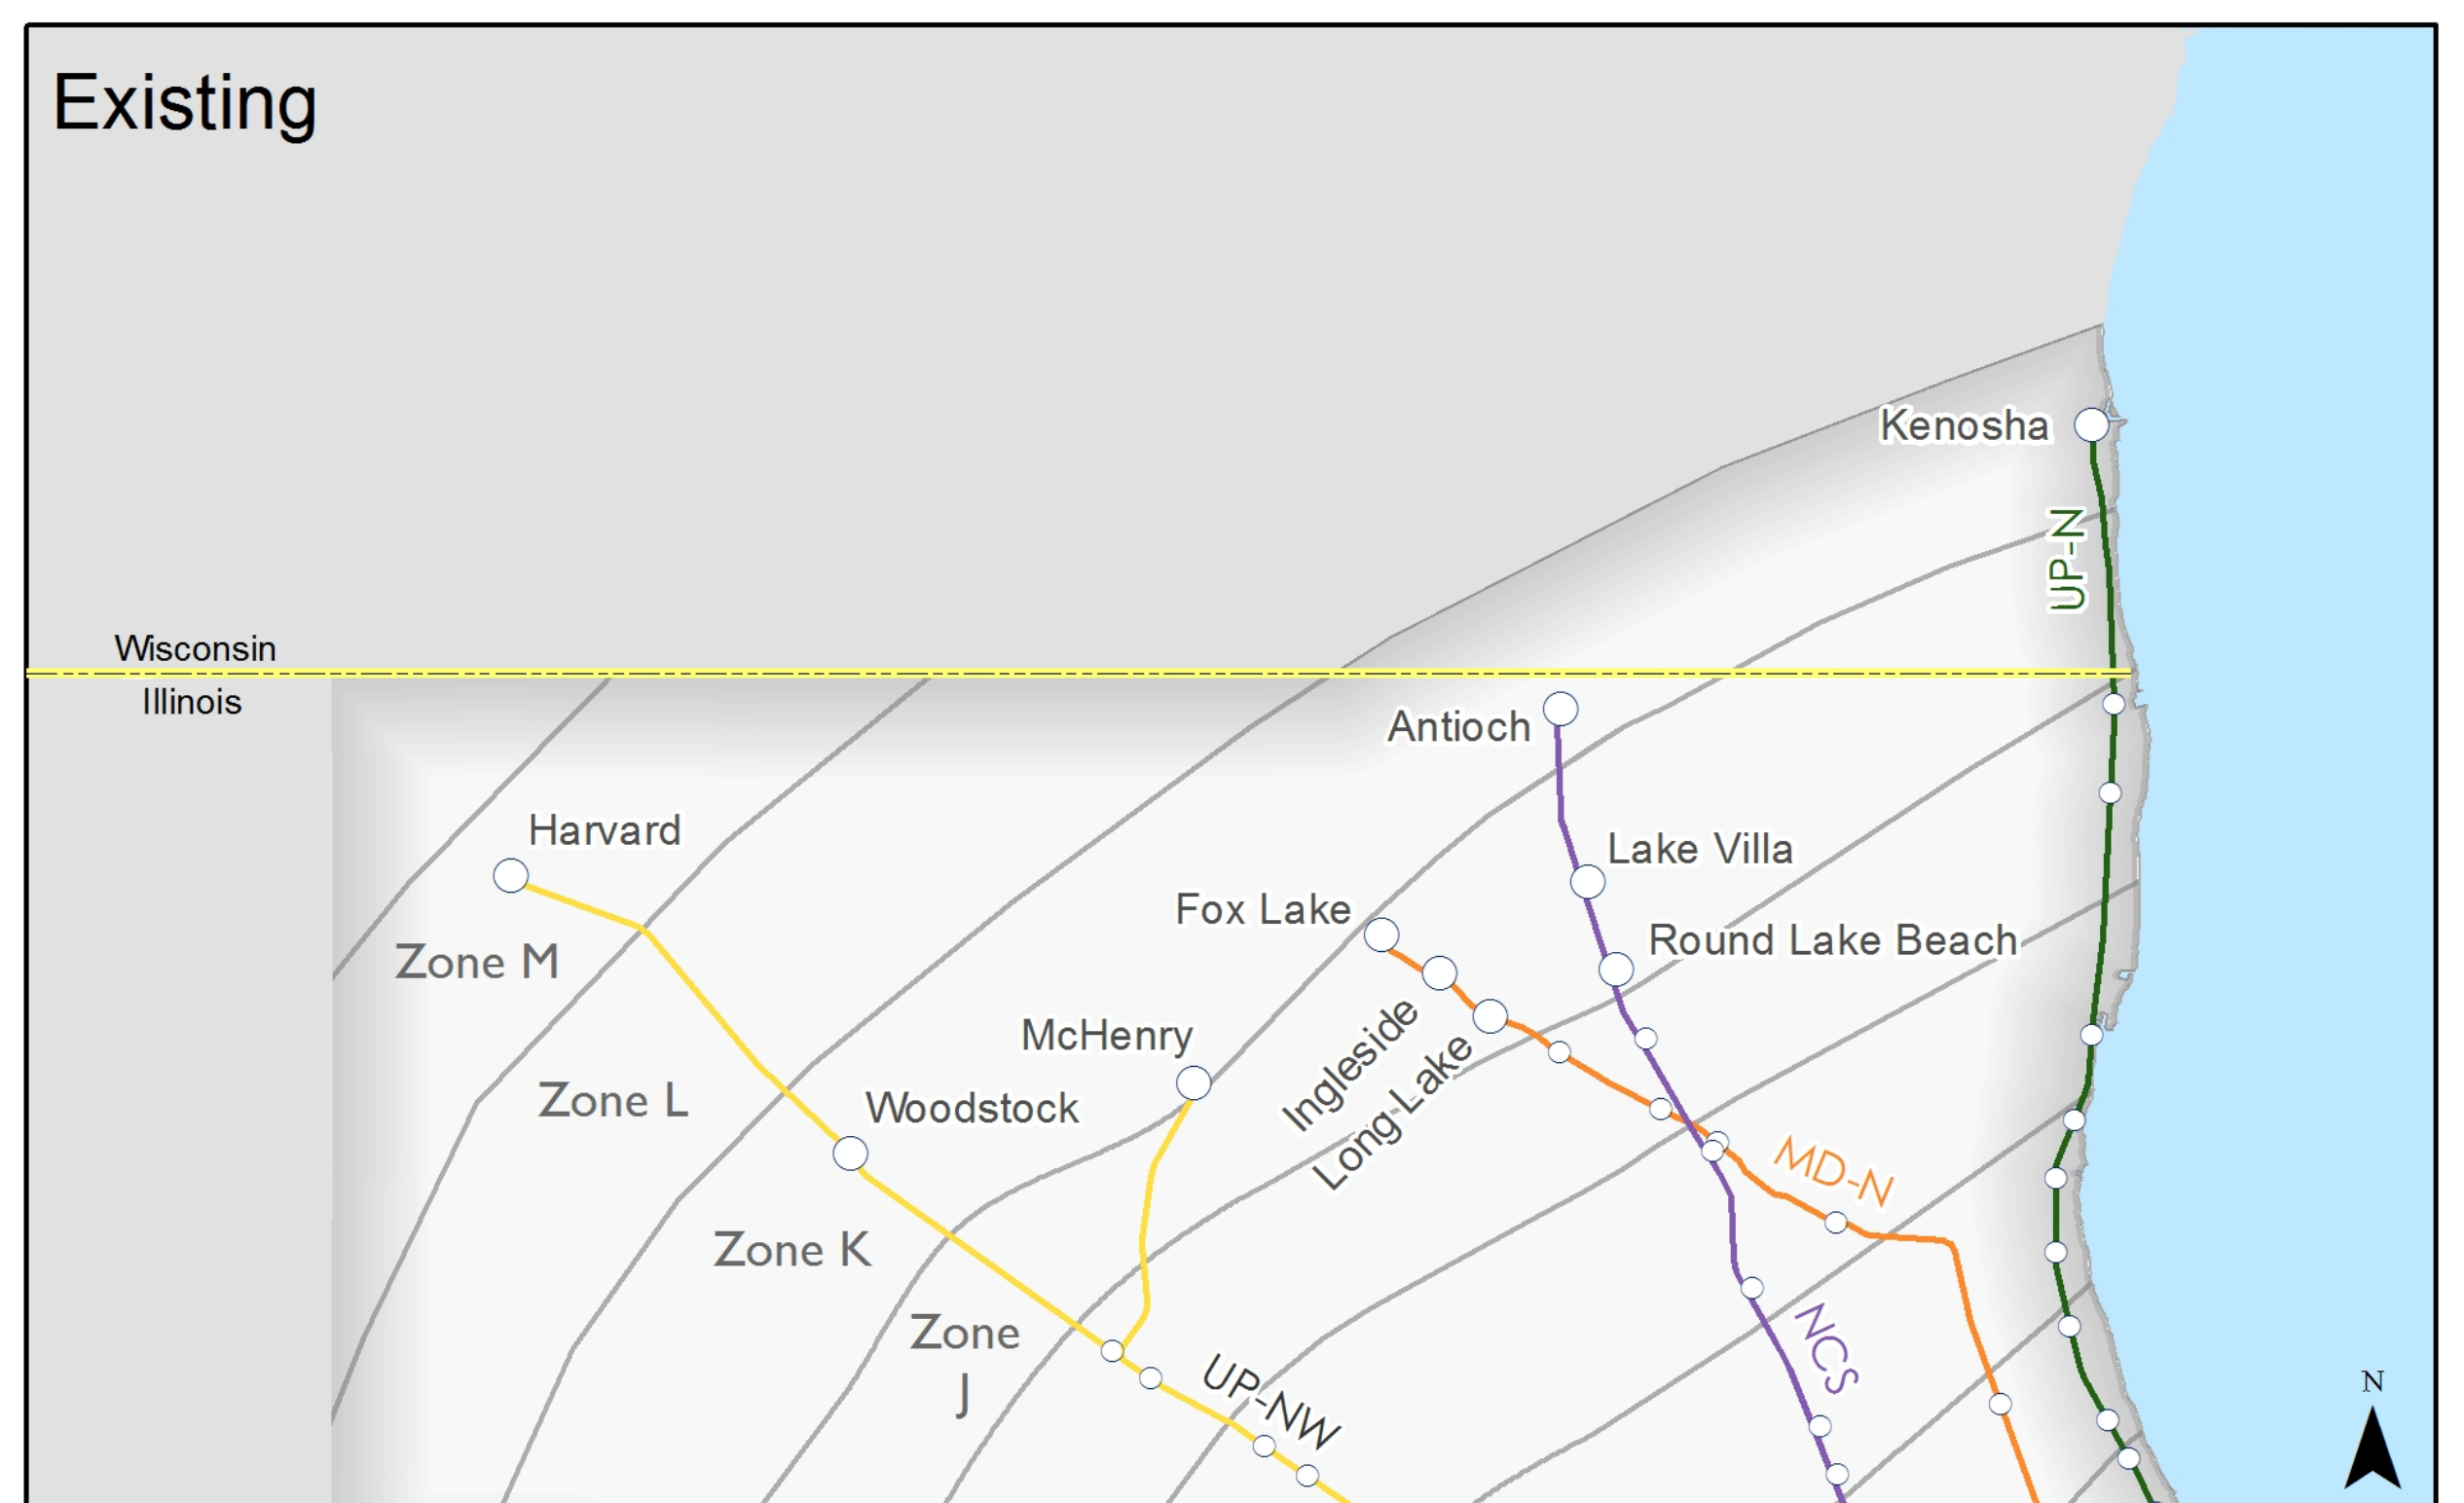 Existing
Kenosha
UP-N
Wisconsin
Illinois
Antioch
Harvard
Lake Villa
Fox Lake
Round Lake Beach
Zone M
McHenry
Ingleside
Long Lake
Zone L
Woodstock
MD-N
Zone K
Zone
J
NCS
UP-NW
N